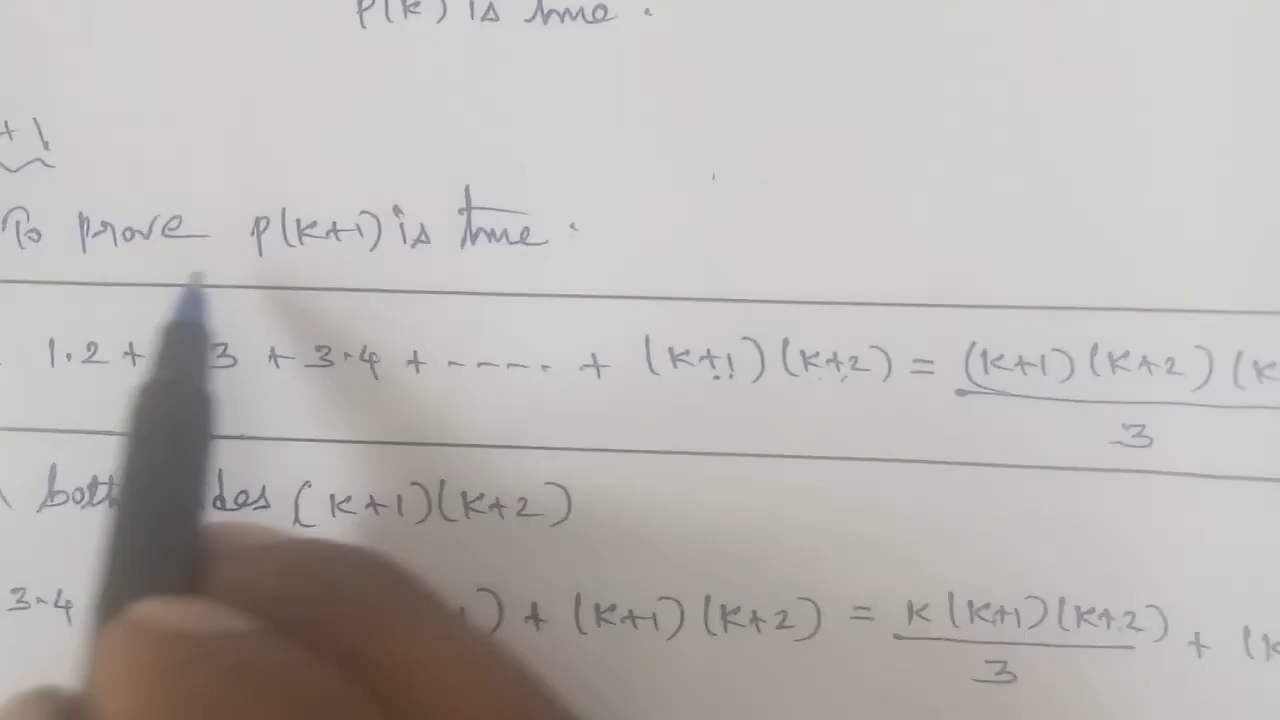 P(k) is true.
+ 1
To prove P(k+1) is true.
1.2 + 3 + 3.4 + ----- + (k+1)(k+2) = (k+1)(k+2)(k / 3
both des (k+1)(k+2)
3.4 ) + (k+1)(k+2) = k(k+1)(k+2) / 3 + (k